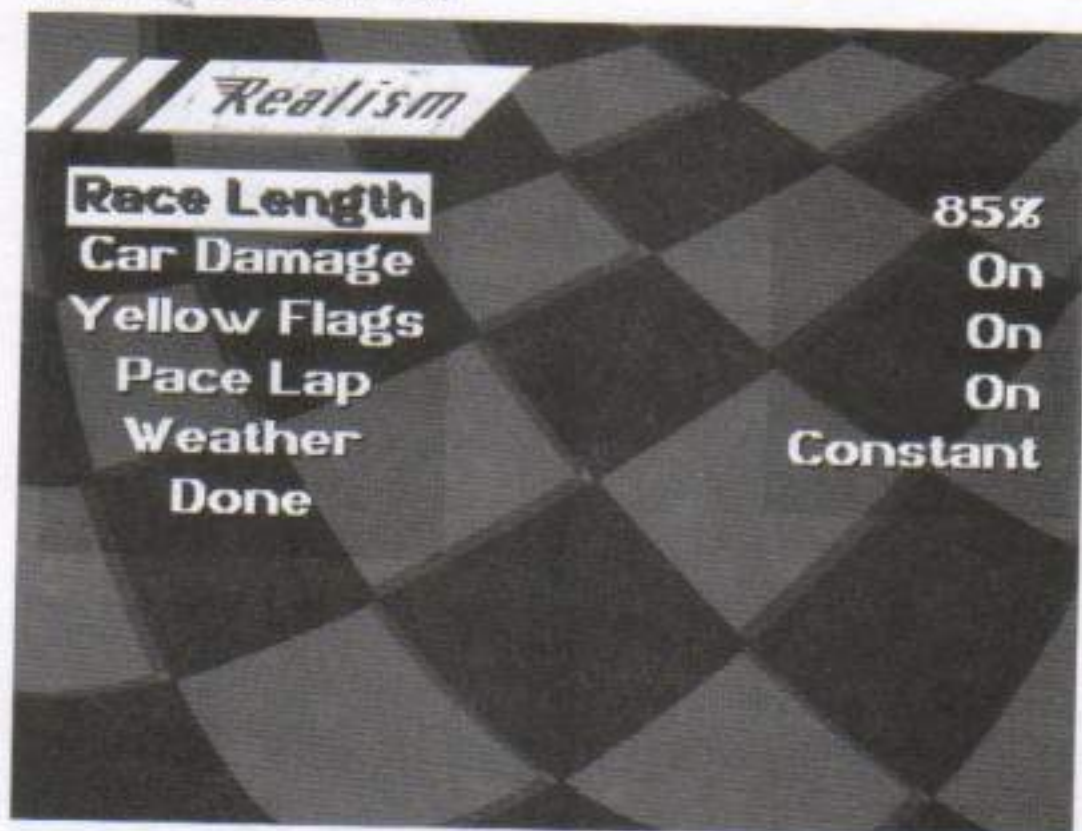 Realism
Race Length 85%
Car Damage On
Yellow Flags On
Pace Lap On
Weather Constant
Done